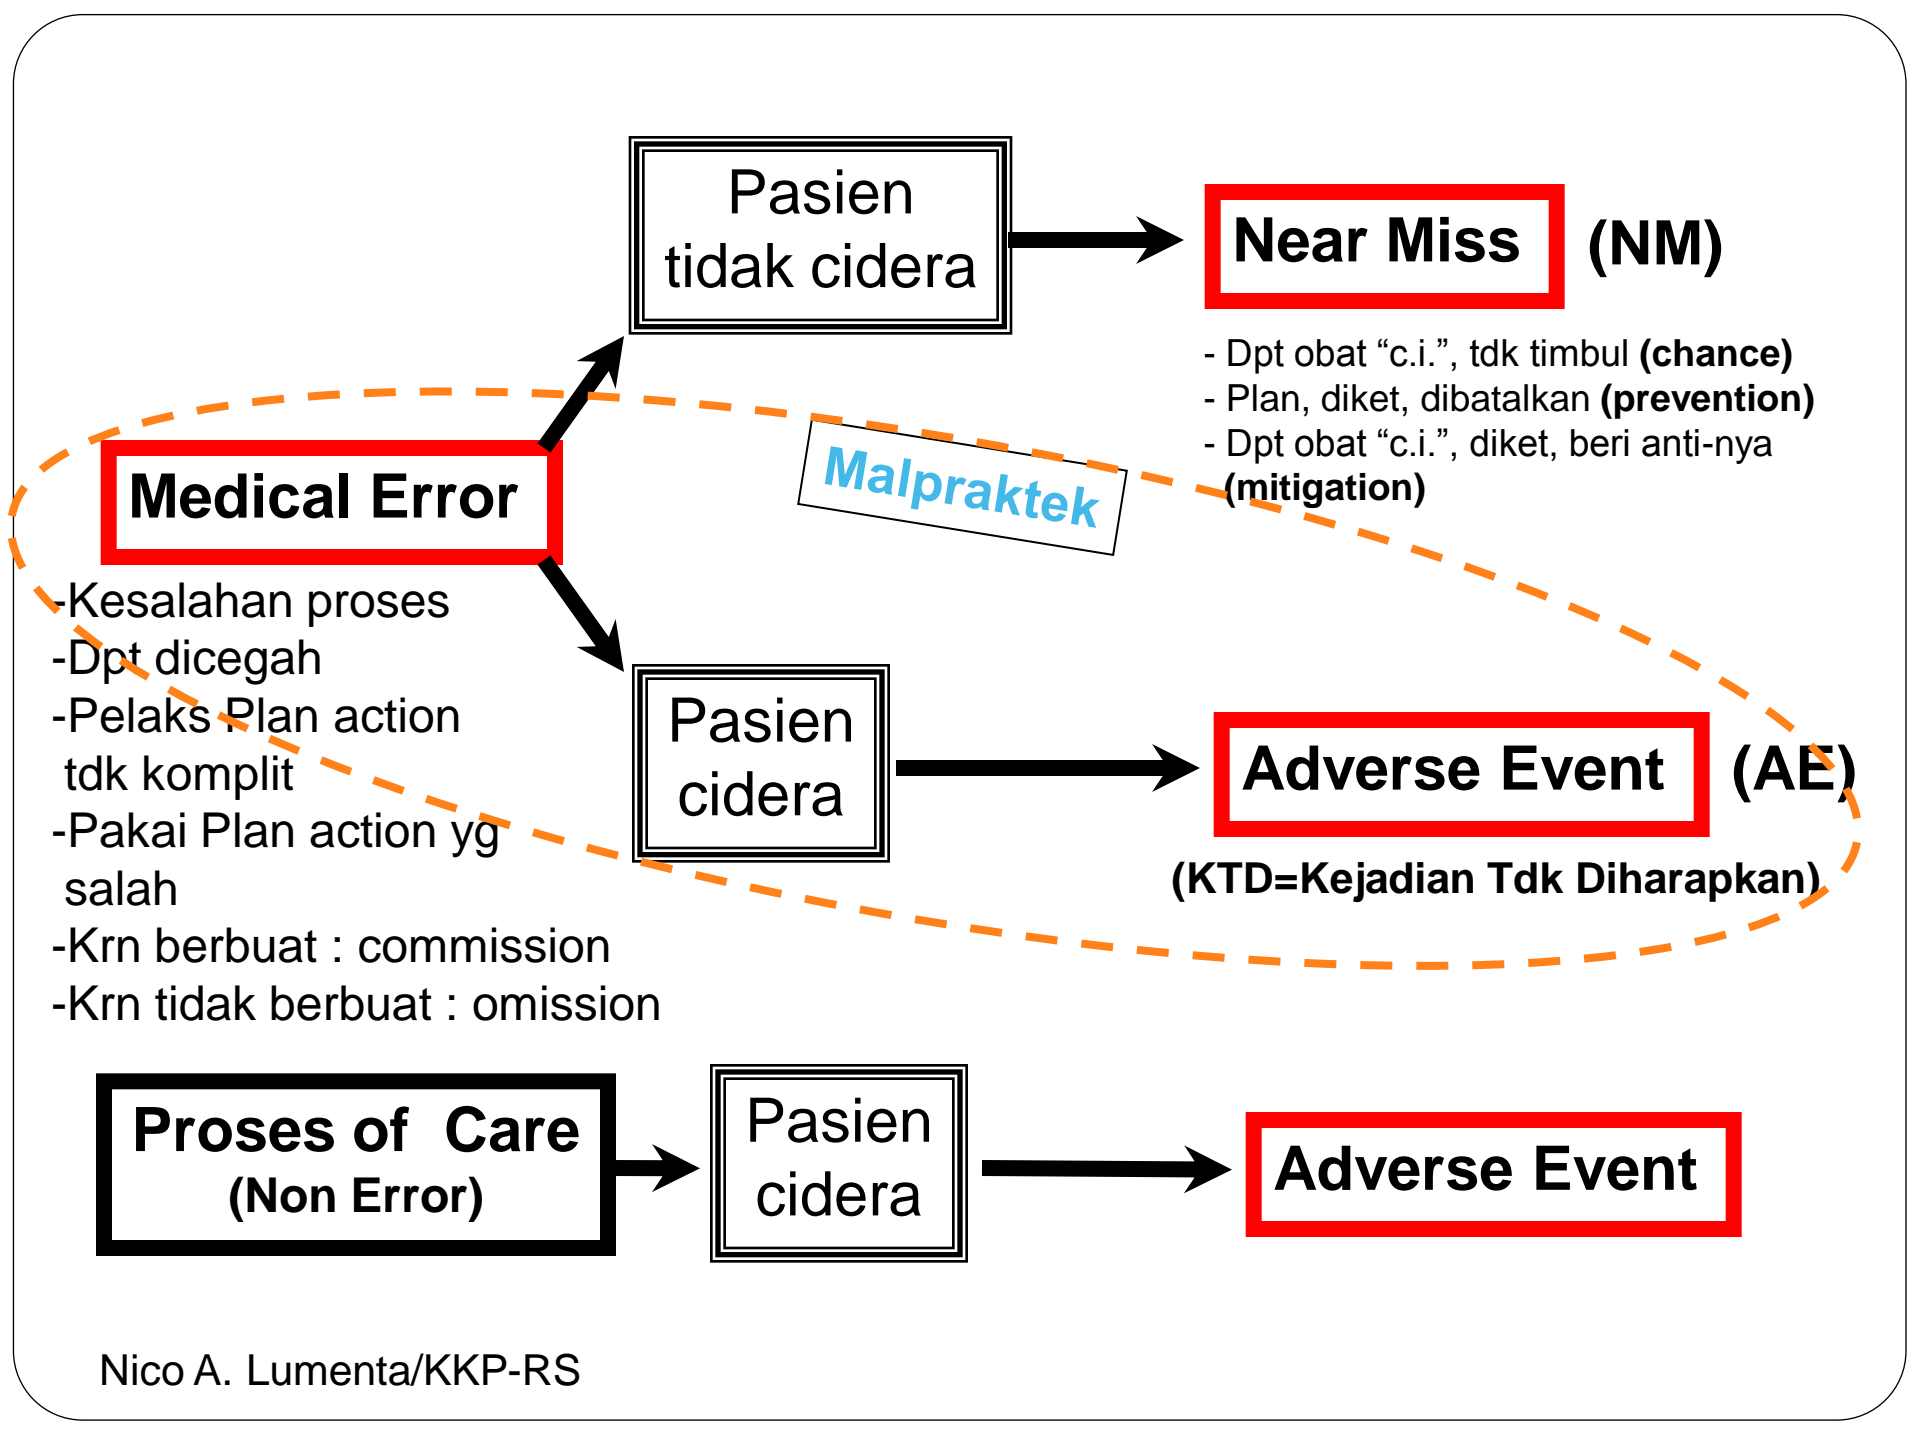 Pasien
tidak cidera
Near Miss (NM)
- Dpt obat “c.i.”, tdk timbul (chance)
- Plan, diket, dibatalkan (prevention)
- Dpt obat “c.i.”, diket, beri anti-nya
(mitigation)
Malpraktek
Medical Error
-Kesalahan proses
-Dpt dicegah
-Pelaks Plan action
tdk komplit
-Pakai Plan action yg
salah
-Krn berbuat : commission
-Krn tidak berbuat : omission
Pasien
cidera
Adverse Event (AE)
(KTD=Kejadian Tdk Diharapkan)
Proses of Care
(Non Error)
Pasien
cidera
Adverse Event
Nico A. Lumenta/KKP-RS